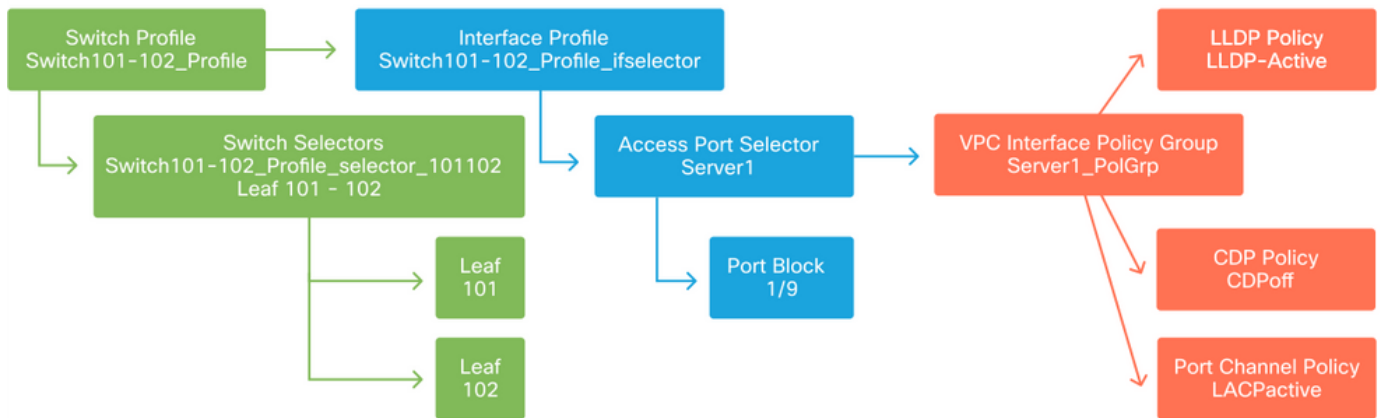 Switch Profile
Switch101-102_Profile
Interface Profile
Switch101-102_Profile_ifselector
LLDP Policy
LLDP-Active
Switch Selectors
Switch101-102_Profile_selector_101102
Leaf 101 - 102
Access Port Selector
Server1
VPC Interface Policy Group
Server1_PolGrp
Leaf
101
Port Block
1/9
CDP Policy
CDPoff
Leaf
102
Port Channel Policy
LACPactive